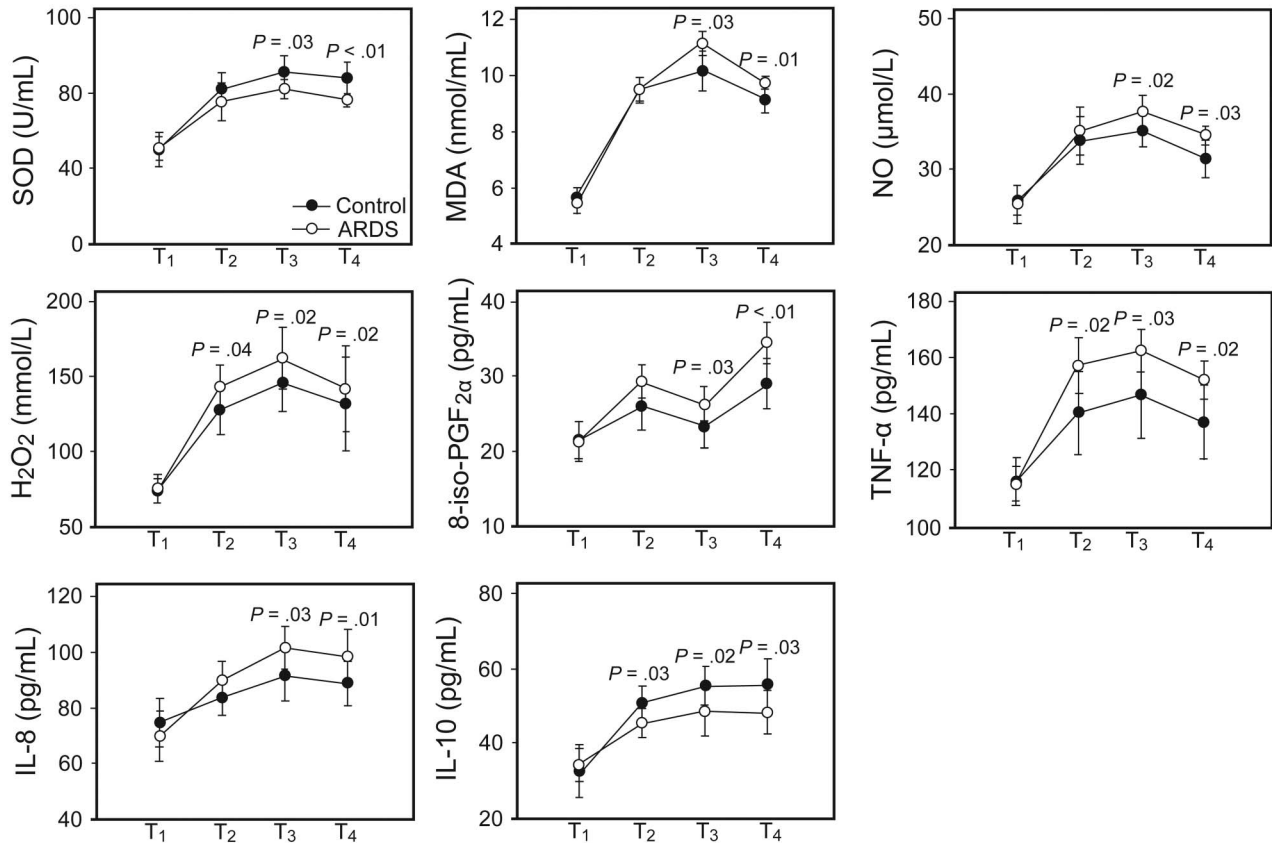 SOD (U/mL)
100
80
40
0
P = .03
P < .01
Control
ARDS
T1
T2
T3
T4
MDA (nmol/mL)
12
10
8
6
4
P = .03
P = .01
T1
T2
T3
T4
NO (µmol/L)
50
40
30
20
P = .02
P = .03
T1
T2
T3
T4
H2O2 (mmol/L)
200
150
100
50
P = .04
P = .02
P = .02
T1
T2
T3
T4
8-iso-PGF2α (pg/mL)
40
30
20
10
P = .03
P < .01
T1
T2
T3
T4
TNF-α (pg/mL)
180
160
140
120
100
P = .02
P = .03
P = .02
T1
T2
T3
T4
IL-8 (pg/mL)
120
100
80
60
40
P = .03
P = .01
T1
T2
T3
T4
IL-10 (pg/mL)
80
60
40
20
P = .03
P = .02
P = .03
T1
T2
T3
T4